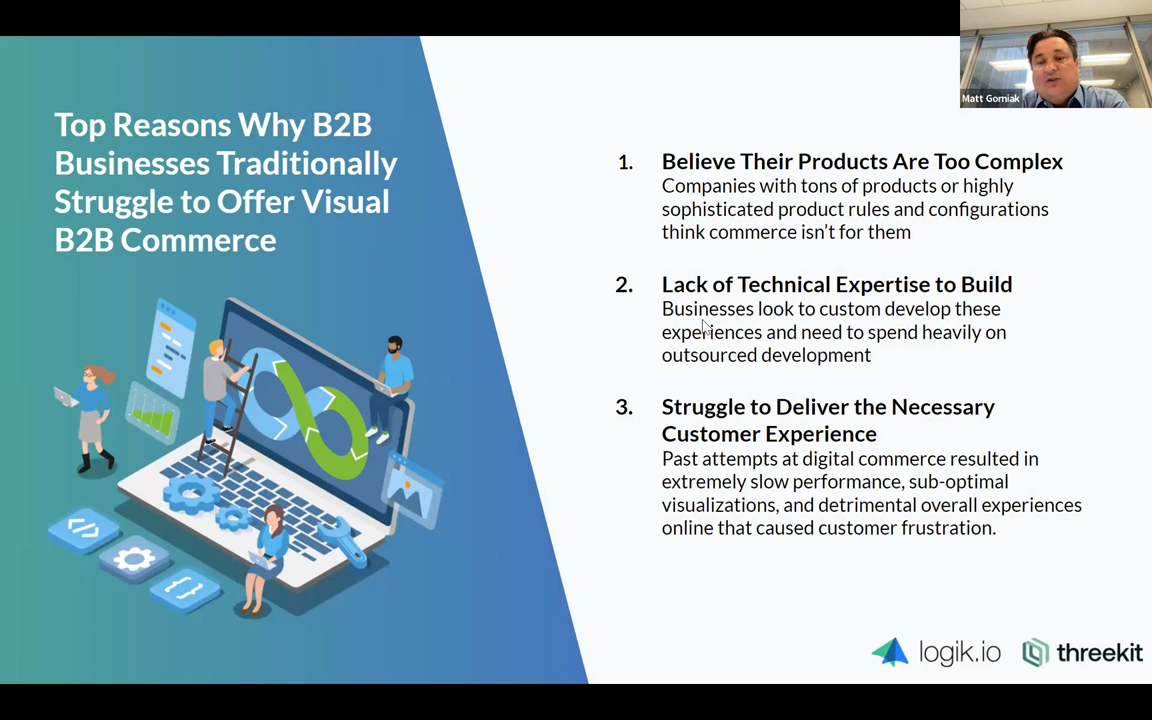 Matt Gorniak
Top Reasons Why B2B
Businesses Traditionally
Struggle to Offer Visual
B2B Commerce
1. Believe Their Products Are Too Complex
Companies with tons of products or highly
sophisticated product rules and configurations
think commerce isn't for them
2. Lack of Technical Expertise to Build
Businesses look to custom develop these
experiences and need to spend heavily on
outsourced development
3. Struggle to Deliver the Necessary
Customer Experience
Past attempts at digital commerce resulted in
extremely slow performance, sub-optimal
visualizations, and detrimental overall experiences
online that caused customer frustration.
logik.io
threekit